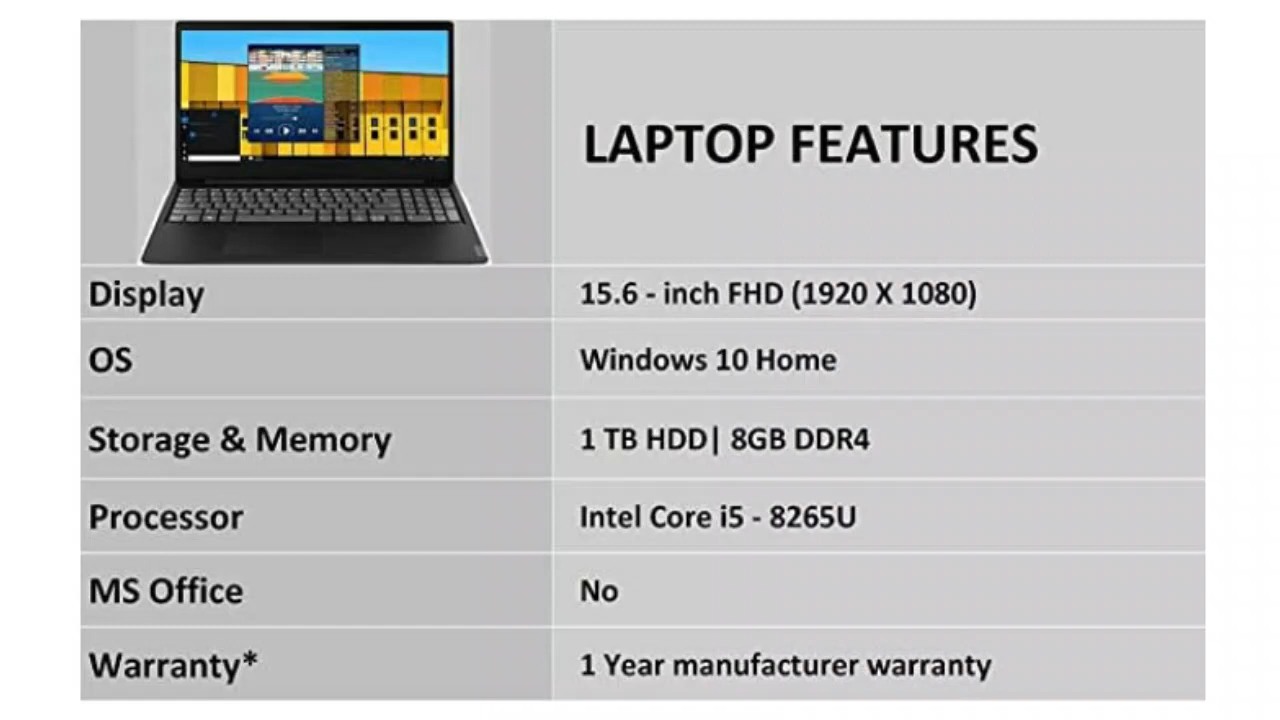 LAPTOP FEATURES
Display 15.6 - inch FHD (1920 X 1080)
OS Windows 10 Home
Storage & Memory 1 TB HDD| 8GB DDR4
Processor Intel Core i5 - 8265U
MS Office No
Warranty* 1 Year manufacturer warranty